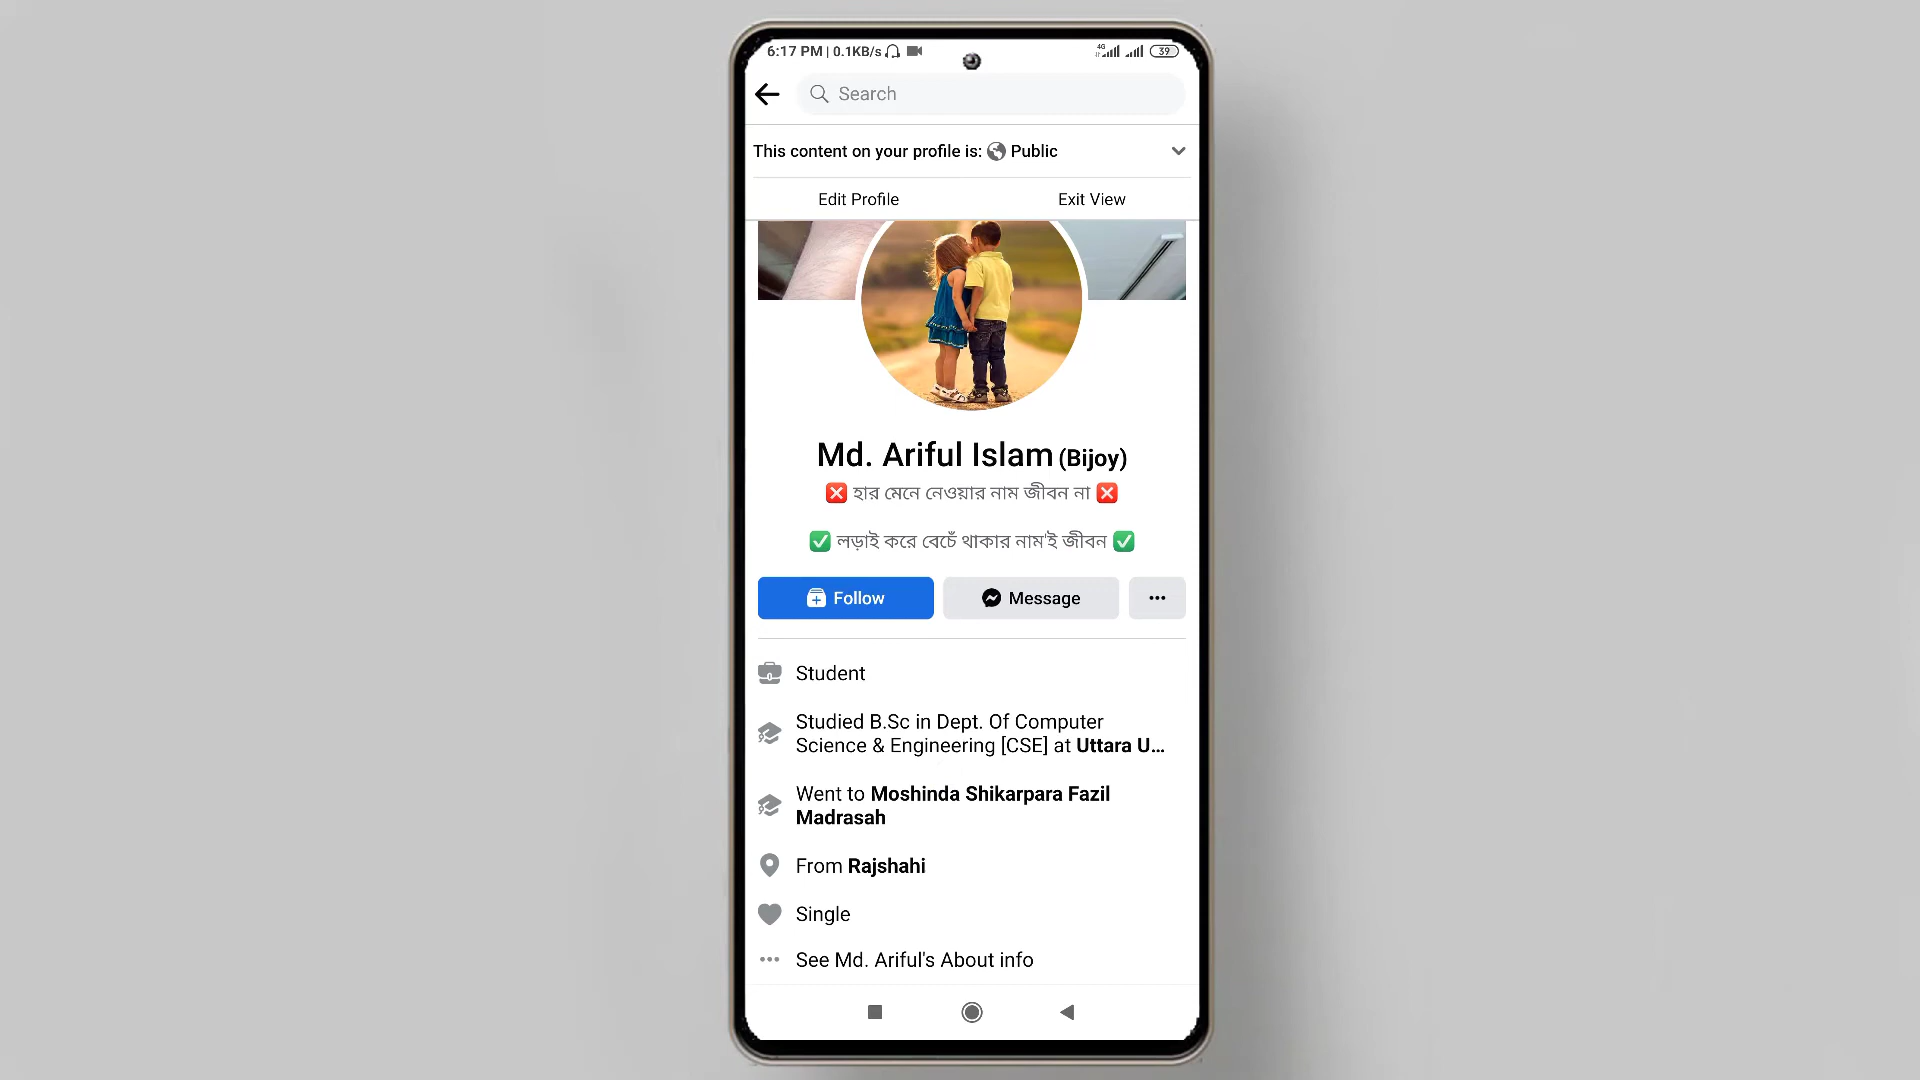 6:17 PM | 0.1KB/s
4G
39
Search
This content on your profile is: Public
Edit Profile
Exit View
Md. Ariful Islam (Bijoy)
❌ হার মেনে নেওয়ার নাম জীবন না ❌
✅ লড়াই করে বেচেঁ থাকার নাম'ই জীবন ✅
Follow
Message
Student
Studied B.Sc in Dept. Of Computer
Science & Engineering [CSE] at Uttara U...
Went to Moshinda Shikarpara Fazil
Madrasah
From Rajshahi
Single
See Md. Ariful's About info